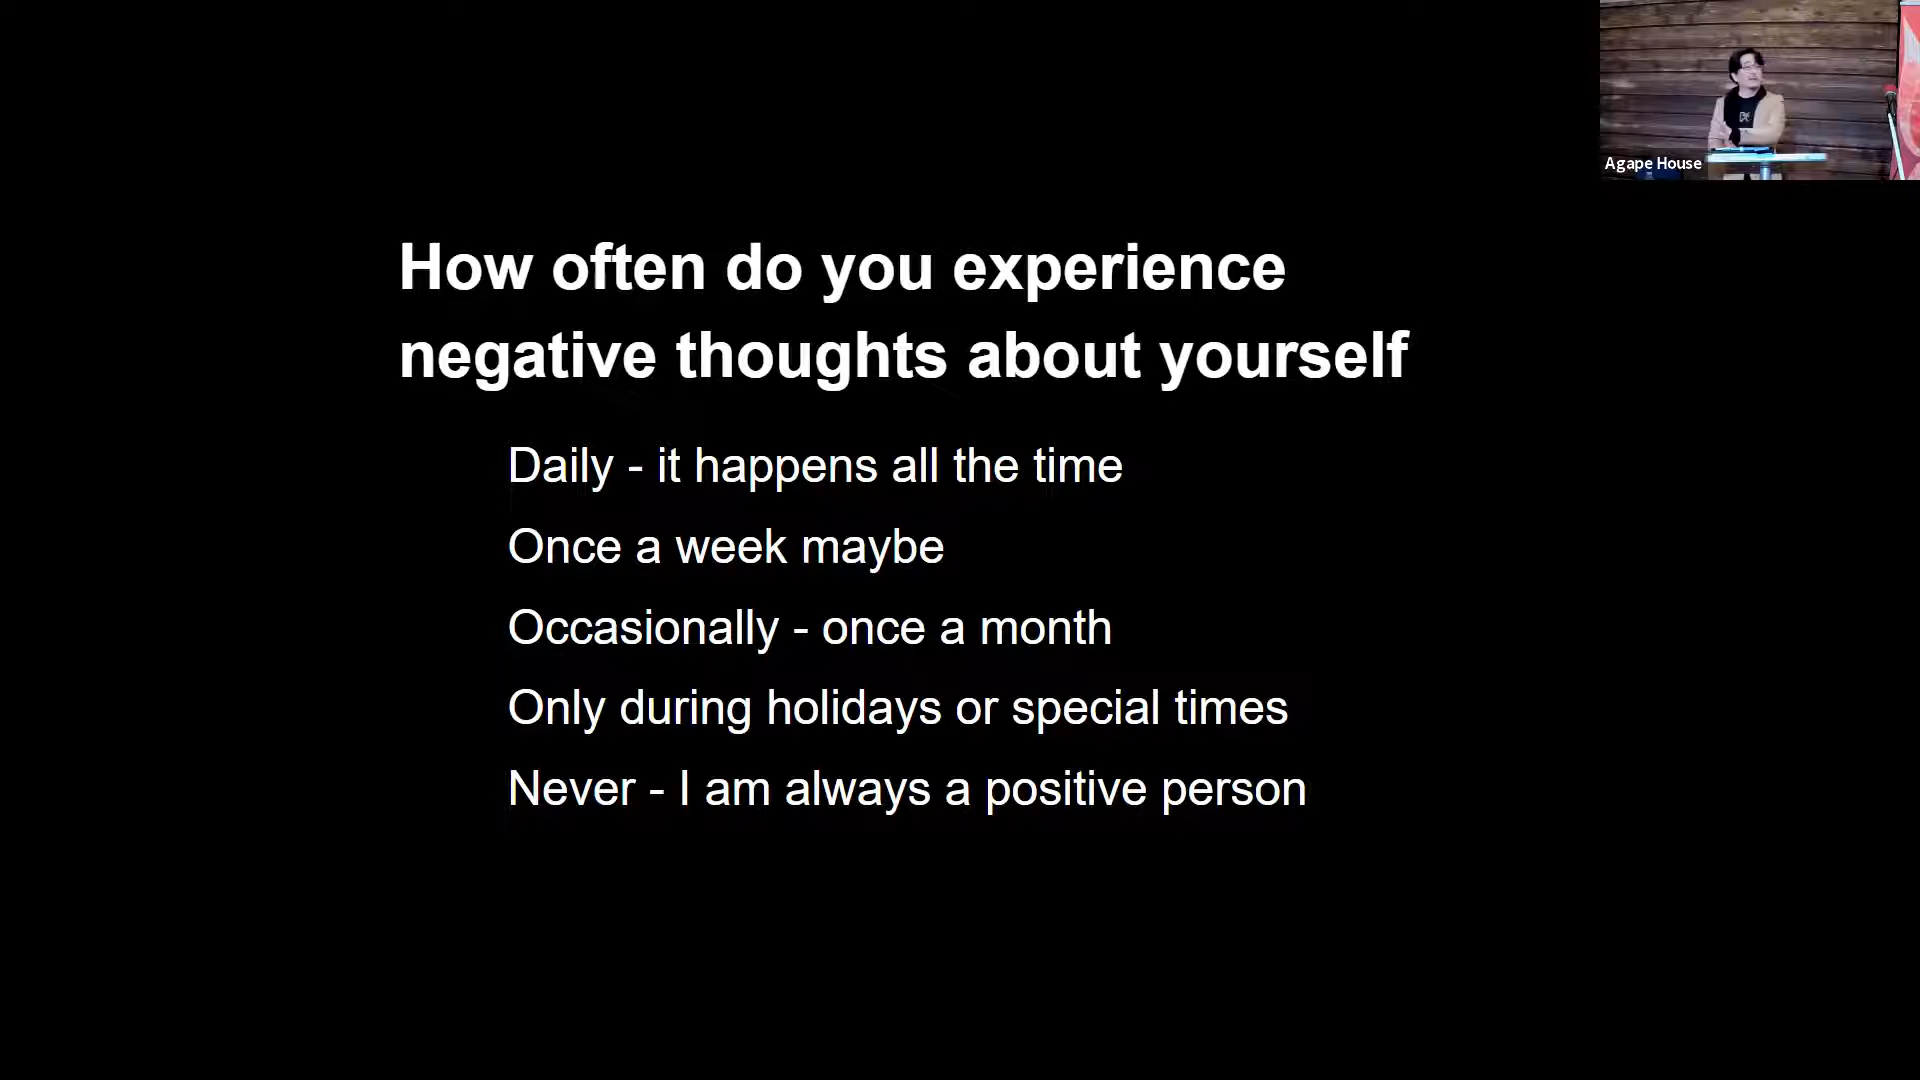 Agape House
How often do you experience
negative thoughts about yourself
Daily - it happens all the time
Once a week maybe
Occasionally - once a month
Only during holidays or special times
Never - I am always a positive person